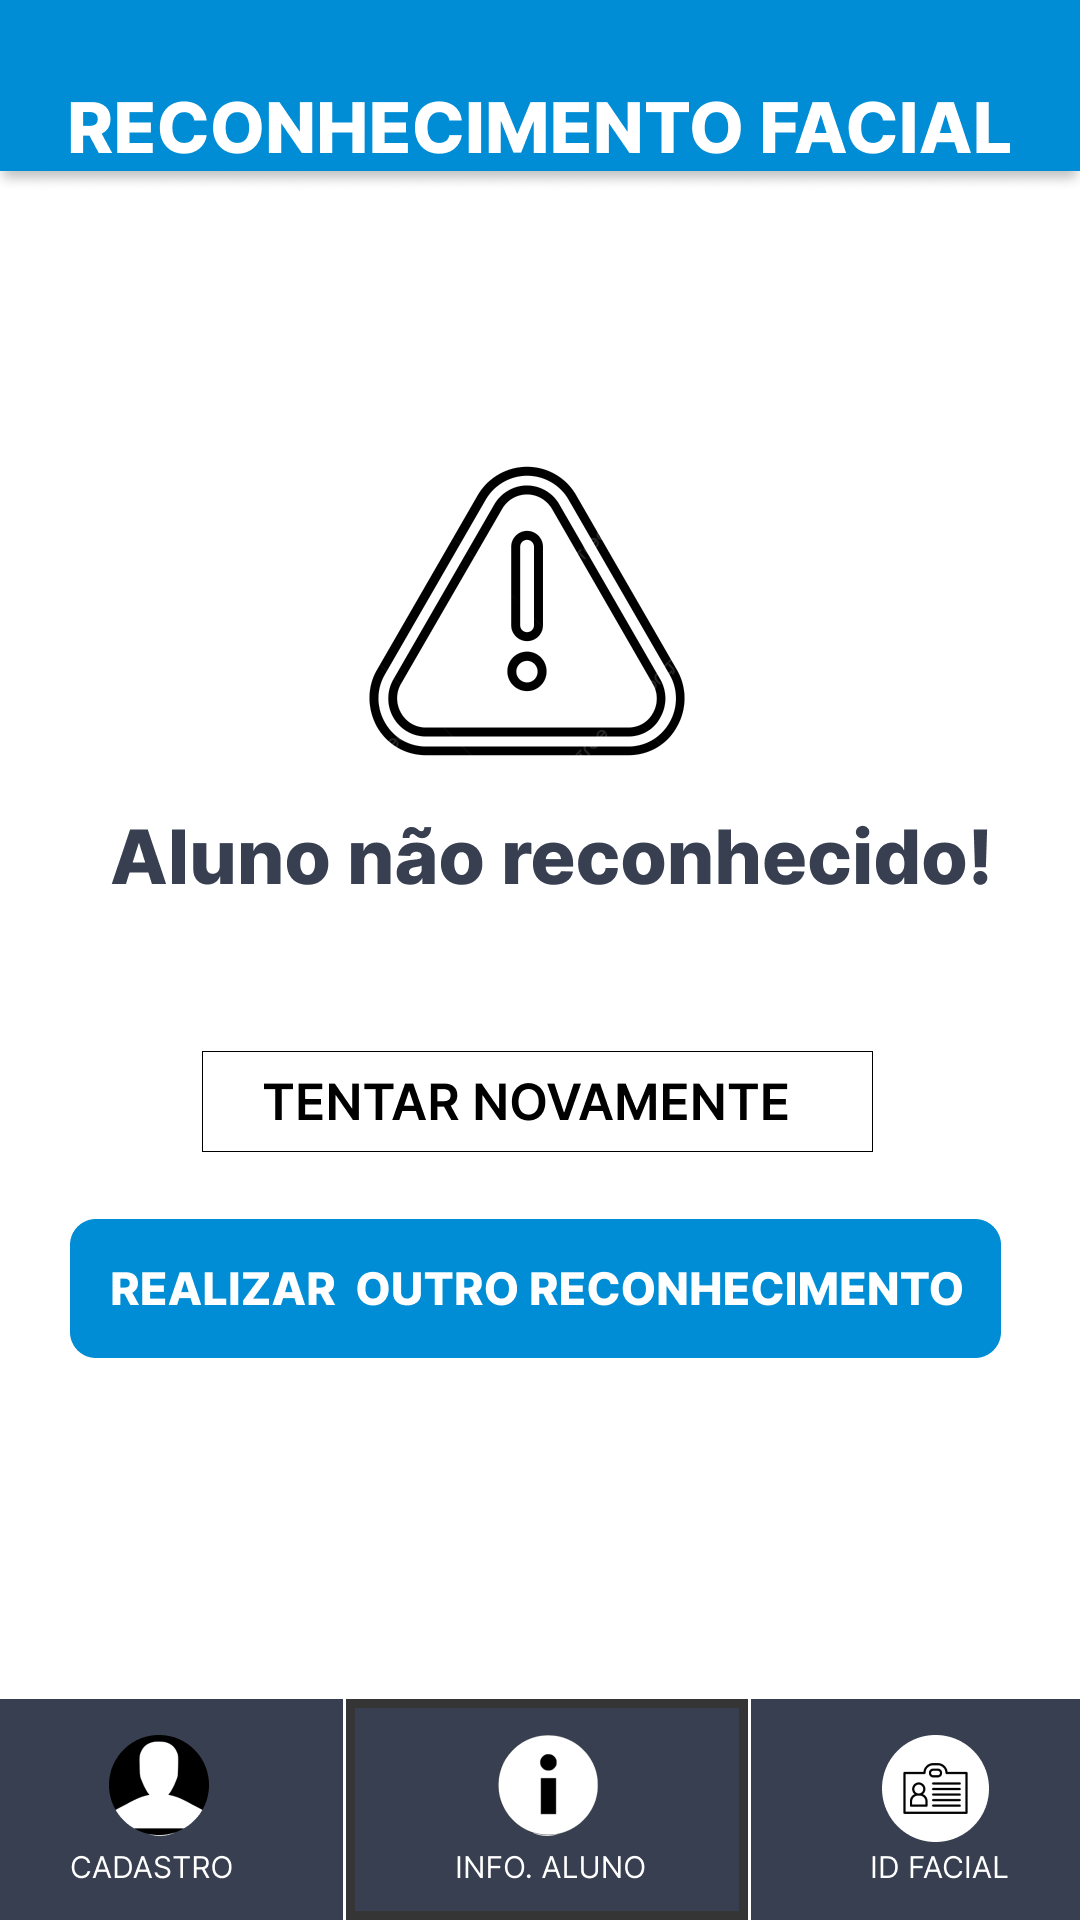 RECONHECIMENTO FACIAL
Aluno não reconhecido!
TENTAR NOVAMENTE
REALIZAR  OUTRO RECONHECIMENTO
CADASTRO
INFO. ALUNO
ID FACIAL